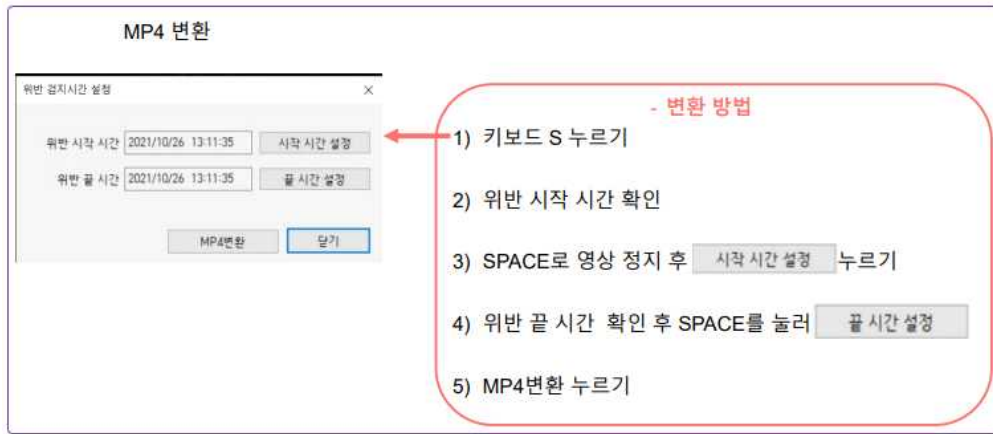 MP4 변환
위반 검지시간 설정
위반 시작 시간 2021/10/26 13:11:35 시작 시간 설정
위반 끝 시간 2021/10/26 13:11:35 끝 시간 설정
MP4변환 닫기
- 변환 방법
1) 키보드 S 누르기
2) 위반 시작 시간 확인
3) SPACE로 영상 정지 후 시작 시간 설정 누르기
4) 위반 끝 시간 확인 후 SPACE를 눌러 끝 시간 설정
5) MP4변환 누르기